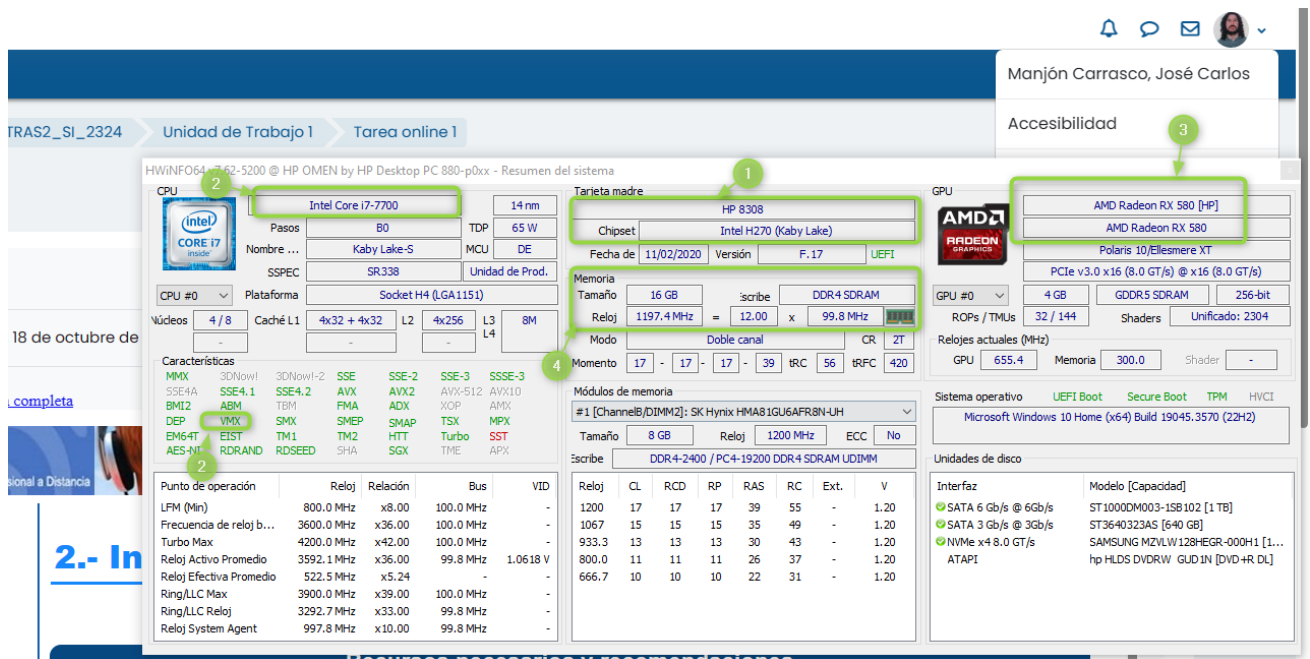 Manjón Carrasco, José Carlos
Accesibilidad
TRAS2_SI_2324 Unidad de Trabajo 1 Tarea online 1
18 de octubre de
completa
sional a Distancia
2.- In
HWiNFO64 v7.62-5200 @ HP OMEN by HP Desktop PC 880-p0xx - Resumen del sistema
CPU
2
Intel Core i7-7700 14 nm
intel
CORE i7
inside
Pasos B0 TDP 65 W
Nombre ... Kaby Lake-S MCU DE
SSPEC SR338 Unidad de Prod.
CPU #0 Plataforma Socket H4 (LGA1151)
Núcleos 4 / 8 Caché L1 4x32 + 4x32 L2 4x256 L3 8M
- - - L4
Características
MMX 3DNow! 3DNow!-2 SSE SSE-2 SSE-3 SSSE-3
SSE4A SSE4.1 SSE4.2 AVX AVX2 AVX-512 AVX10
BMI2 ABM TBM FMA ADX XOP AMX
DEP VMX SMX SMEP SMAP TSX MPX
EM64T EIST TM1 TM2 HTT Turbo SST
AES-NI RDRAND RDSEED SHA SGX TME APX
2
Punto de operación Reloj Relación Bus VID
LFM (Min) 800.0 MHz x8.00 100.0 MHz -
Frecuencia de reloj b... 3600.0 MHz x36.00 100.0 MHz -
Turbo Max 4200.0 MHz x42.00 100.0 MHz -
Reloj Activo Promedio 3592.1 MHz x36.00 99.8 MHz 1.0618 V
Reloj Efectiva Promedio 522.5 MHz x5.24 - -
Ring/LLC Max 3900.0 MHz x39.00 100.0 MHz -
Ring/LLC Reloj 3292.7 MHz x33.00 99.8 MHz -
Reloj System Agent 997.8 MHz x10.00 99.8 MHz -
Tarjeta madre
1
HP 8308
Chipset Intel H270 (Kaby Lake)
Fecha de 11/02/2020 Versión F.17 UEFI
Memoria
Tamaño 16 GB scribe DDR4 SDRAM
Reloj 1197.4 MHz = 12.00 x 99.8 MHz
Modo Doble canal CR 2T
4
Momento 17 - 17 - 17 - 39 tRC 56 tRFC 420
Módulos de memoria
#1 [ChannelB/DIMM2]: SK Hynix HMA81GU6AFR8N-UH
Tamaño 8 GB Reloj 1200 MHz ECC No
scribe DDR4-2400 / PC4-19200 DDR4 SDRAM UDIMM
Reloj CL RCD RP RAS RC Ext. V
1200 17 17 17 39 55 - 1.20
1067 15 15 15 35 49 - 1.20
933.3 13 13 13 30 43 - 1.20
800.0 11 11 11 26 37 - 1.20
666.7 10 10 10 22 31 - 1.20
3
GPU
AMD
RADEON
GRAPHICS
AMD Radeon RX 580 [HP]
AMD Radeon RX 580
Polaris 10/Ellesmere XT
PCIe v3.0 x16 (8.0 GT/s) @ x16 (8.0 GT/s)
GPU #0 4 GB GDDR5 SDRAM 256-bit
ROPs / TMUs 32 / 144 Shaders Unificado: 2304
Relojes actuales (MHz)
GPU 655.4 Memoria 300.0 Shader -
Sistema operativo UEFI Boot Secure Boot TPM HVCI
Microsoft Windows 10 Home (x64) Build 19045.3570 (22H2)
Unidades de disco
Interfaz Modelo [Capacidad]
SATA 6 Gb/s @ 6Gb/s ST1000DM003-1SB102 [1 TB]
SATA 3 Gb/s @ 3Gb/s ST3640323AS [640 GB]
NVMe x4 8.0 GT/s SAMSUNG MZVLW128HEGR-000H1 [1...
ATAPI hp HLDS DVDRW GUD1N [DVD+R DL]